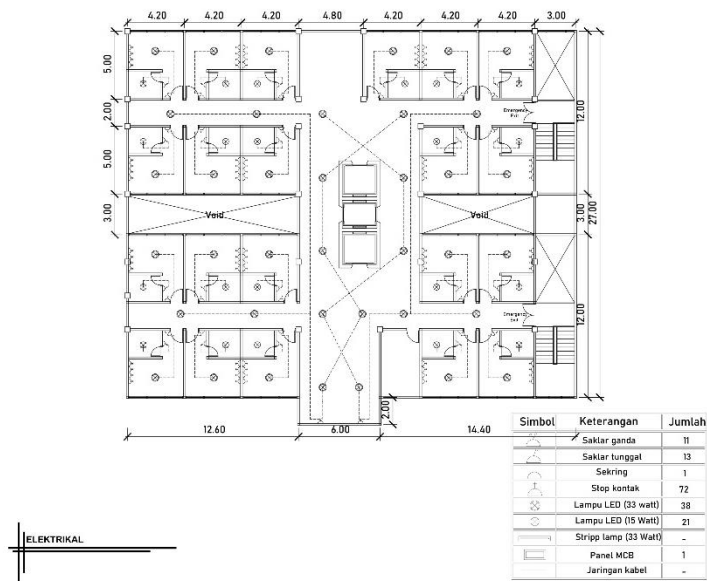 4.20 4.20 4.20 4.80 4.20 4.20 4.20 3.00
5.00
2.00
5.00
3.00
12.00
3.00
27.00
12.00
Emergency
Exit
Void
Void
Emergency
Exit
2.00
12.60 6.00 14.40
Simbol Keterangan Jumlah
Saklar ganda 11
Saklar tunggal 13
Sekring 1
Stop kontak 72
Lampu LED (33 watt) 38
Lampu LED (15 Watt) 21
Stripp lamp (33 Watt) -
Panel MCB 1
Jaringan kabel -
ELEKTRIKAL